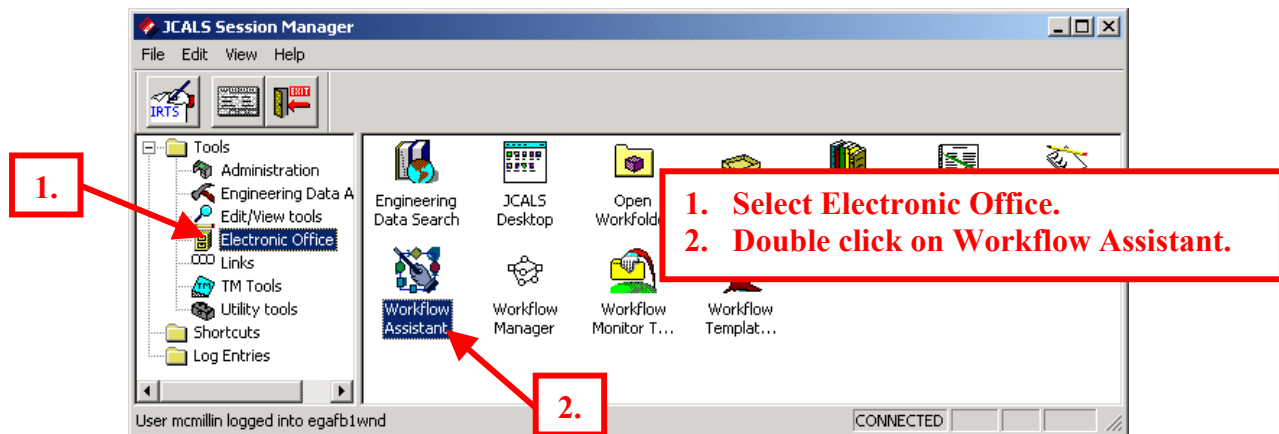 JCALS Session Manager
File Edit View Help
IRTS EXIT
Tools
Administration
Engineering Data A
Edit/View tools
Electronic Office
Links
TM Tools
Utility tools
Shortcuts
Log Entries
Engineering Data Search
JCALS Desktop
Open Workfolde
Workflow Assistant
Workflow Manager
Workflow Monitor T...
Workflow Templat...
1.
1. Select Electronic Office.
2. Double click on Workflow Assistant.
2.
User mcmillin logged into egafb1wnd
CONNECTED